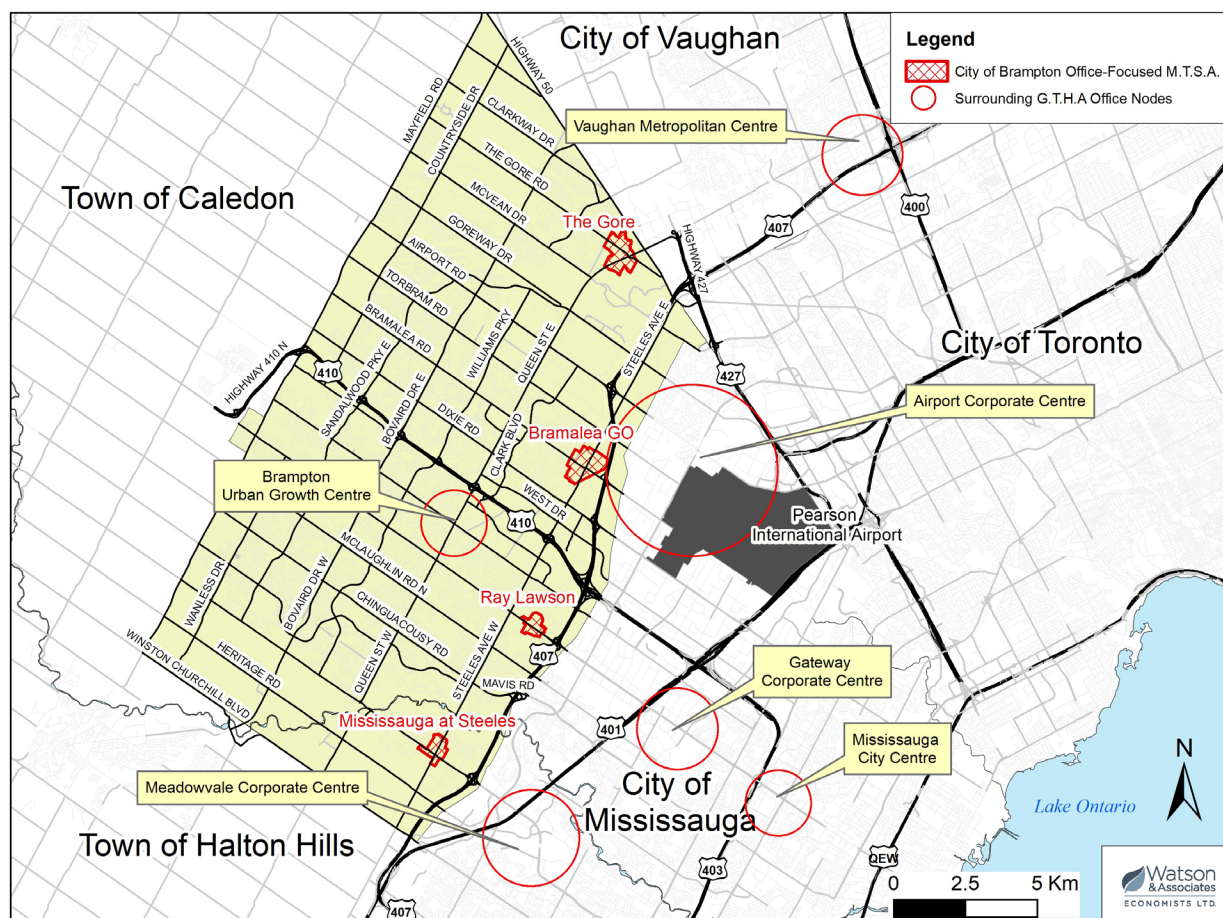 City of Vaughan
Legend
City of Brampton Office-Focused M.T.S.A.
Surrounding G.T.H.A Office Nodes
HIGHWAY 50
MAYFIELD RD
COUNTRYSIDE DR
CLARKWAY DR
Vaughan Metropolitan Centre
THE GORE RD
Town of Caledon
MCVEAN DR
400
The Gore
407
GOREWAY DR
HIGHWAY 427
AIRPORT RD
TORBRAM RD
BRAMALEA RD
WILLIAMS PKY
QUEEN ST E
STEELES AVE E
City of Toronto
HIGHWAY 410 N
410
SANDALWOOD PKY E
BOVAIRD DR E
427
DIXIE RD
Airport Corporate Centre
Bramalea GO
CLARK BLVD
Brampton
Urban Growth Centre
WEST DR
410
Pearson
International Airport
MCLAUGHLIN RD N
WANLESS DR
BOVAIRD DR W
CHINGUACOUSY RD
Ray Lawson
QUEEN ST W
STEELES AVE W
407
WINSTON CHURCHILL BLVD
HERITAGE RD
MAVIS RD
Gateway
Corporate Centre
Mississauga at Steeles
401
Mississauga
City Centre
N
Meadowvale Corporate Centre
City of
Mississauga
Lake Ontario
Town of Halton Hills
403
QEW
407
0 2.5 5 Km
Watson
& Associates
ECONOMISTS LTD.